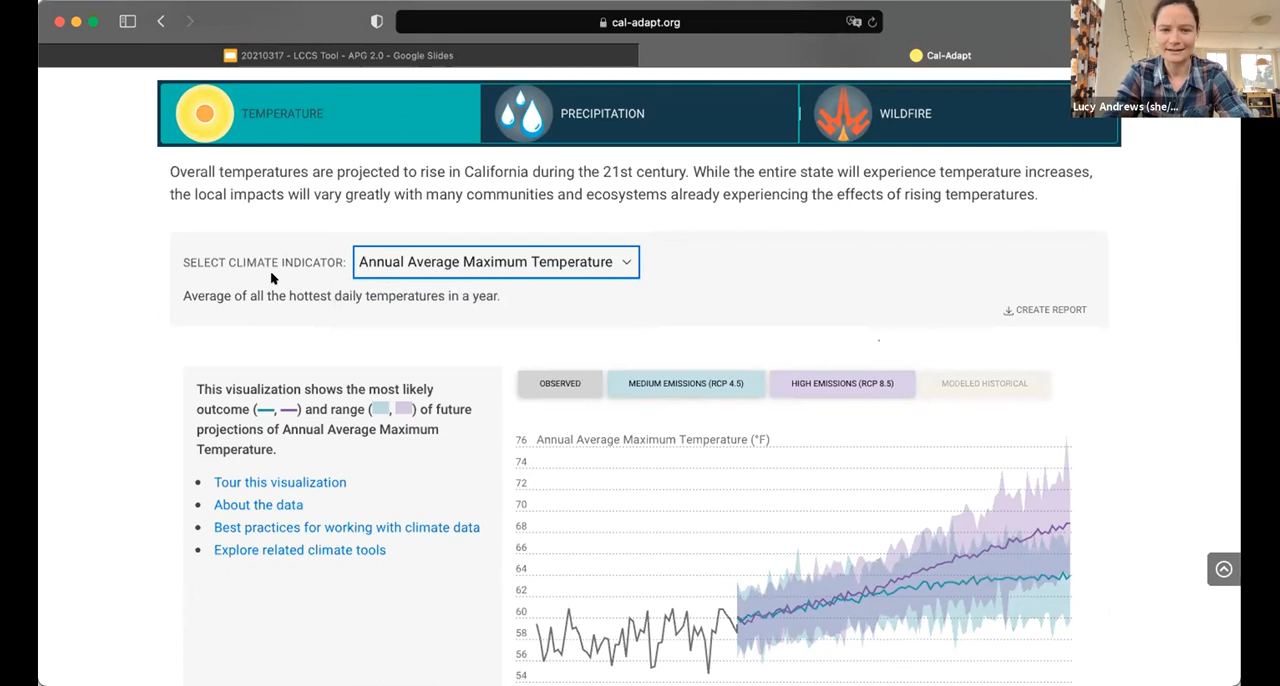 cal-adapt.org
20210317 - LCCS Tool - APG 2.0 - Google Slides
Cal-Adapt
Lucy Andrews (she/...
TEMPERATURE
PRECIPITATION
WILDFIRE
Overall temperatures are projected to rise in California during the 21st century. While the entire state will experience temperature increases,
the local impacts will vary greatly with many communities and ecosystems already experiencing the effects of rising temperatures.
SELECT CLIMATE INDICATOR: Annual Average Maximum Temperature
Average of all the hottest daily temperatures in a year.
CREATE REPORT
This visualization shows the most likely
outcome ( , ) and range ( , ) of future
projections of Annual Average Maximum
Temperature.
Tour this visualization
About the data
Best practices for working with climate data
Explore related climate tools
OBSERVED
MEDIUM EMISSIONS (RCP 4.5)
HIGH EMISSIONS (RCP 8.5)
MODELED HISTORICAL
76 Annual Average Maximum Temperature (°F)
74
72
70
68
66
64
62
60
58
56
54